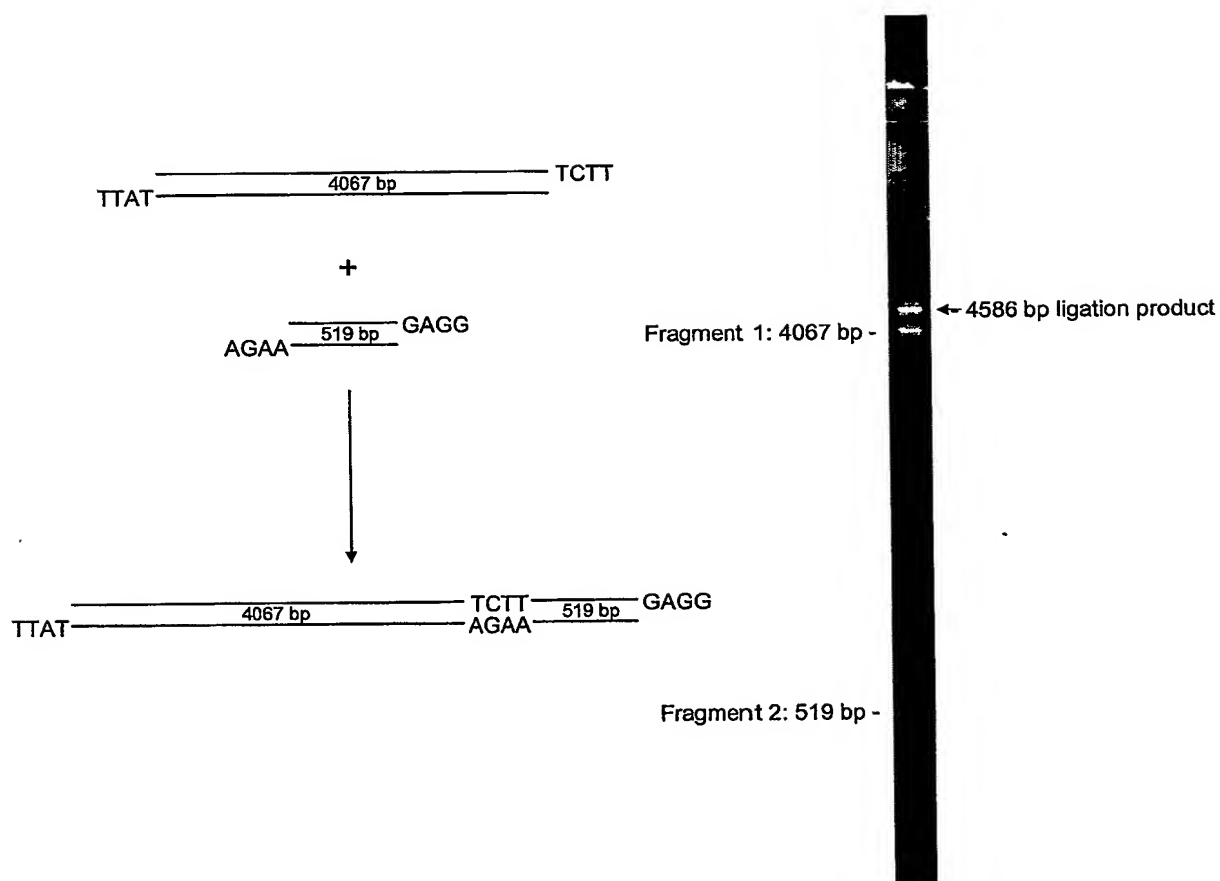 4067 bp
TCTT
TTAT
+
519 bp
GAGG
AGAA
4067 bp
TCTT
519 bp
GAGG
TTAT
AGAA
4586 bp ligation product
Fragment 1: 4067 bp -
Fragment 2: 519 bp -